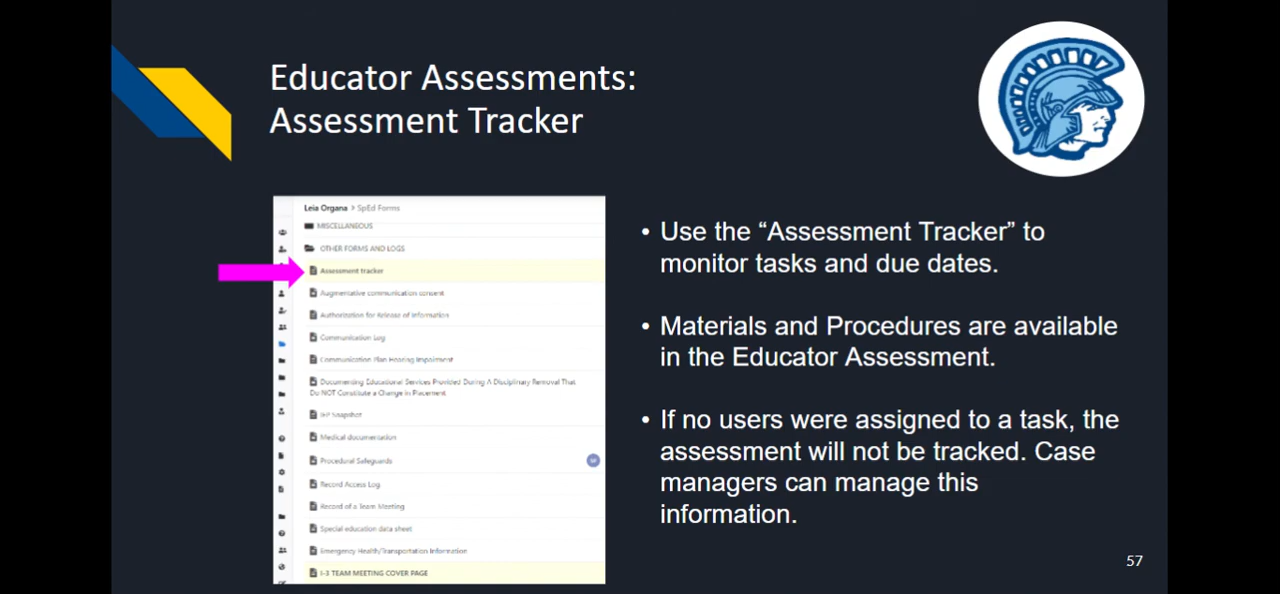 Educator Assessments:
Assessment Tracker
Leia Organa > SpEd Forms
MISCELLANEOUS
OTHER FORMS AND LOGS
Assessment tracker
Augmentative communication consent
Authorization for Release of Information
Communication Log
Communication Plan Hearing Impairment
Documenting Educational Services Provided During A Disciplinary Removal That
Do NOT Constitute a Change in Placement
IEP Snapshot
Medical documentation
Procedural Safeguards
Record Access Log
Record of a Team Meeting
Special education data sheet
Emergency Health/Transportation Information
I-3 TEAM MEETING COVER PAGE
• Use the “Assessment Tracker” to
monitor tasks and due dates.
• Materials and Procedures are available
in the Educator Assessment.
• If no users were assigned to a task, the
assessment will not be tracked. Case
managers can manage this
information.
57